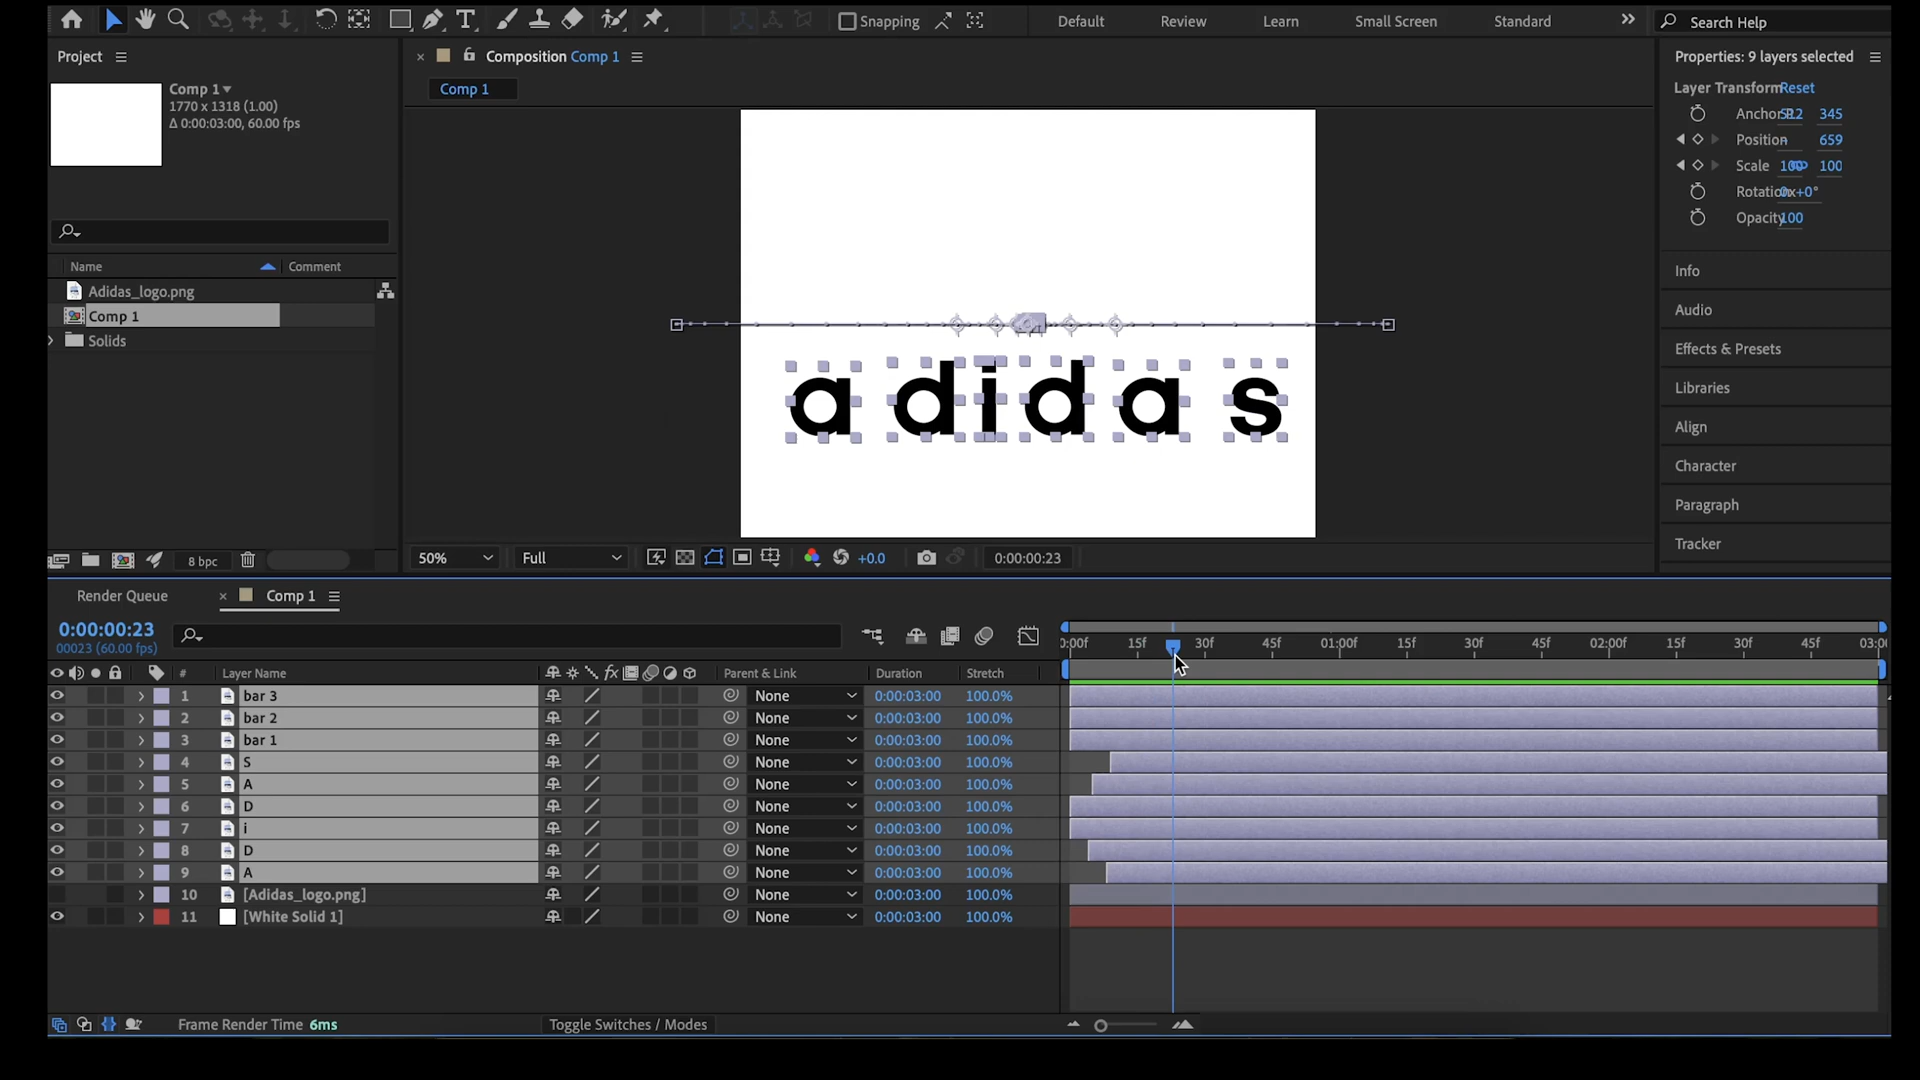 Snapping
Default
Review
Learn
Small Screen
Standard
Search Help
Project
Comp 1
1770 x 1318 (1.00)
Δ 0:00:03:00, 60.00 fps
Composition Comp 1
Comp 1
Properties: 9 layers selected
Layer Transform Reset
345
Position - 659
Scale 100 100
Rotation 0x+0°
Opacity 100
Info
Audio
Effects & Presets
Libraries
Align
Character
Paragraph
Tracker
Name
Comment
Adidas_logo.png
Comp 1
Solids
adidas
8 bpc
50%
Full
+0.0
0:00:00:23
Render Queue
Comp 1
0:00:00:23
00023 (60.00 fps)
0:00f 15f 30f 45f 01:00f 15f 30f 45f 02:00f 15f 30f 45f 03:00
# Layer Name fx Parent & Link Duration Stretch
1 bar 3 None 0:00:03:00 100.0%
2 bar 2 None 0:00:03:00 100.0%
3 bar 1 None 0:00:03:00 100.0%
4 S None 0:00:03:00 100.0%
5 A None 0:00:03:00 100.0%
6 D None 0:00:03:00 100.0%
7 i None 0:00:03:00 100.0%
8 D None 0:00:03:00 100.0%
9 A None 0:00:03:00 100.0%
10 [Adidas_logo.png] None 0:00:03:00 100.0%
11 [White Solid 1] None 0:00:03:00 100.0%
Frame Render Time 6ms
Toggle Switches / Modes